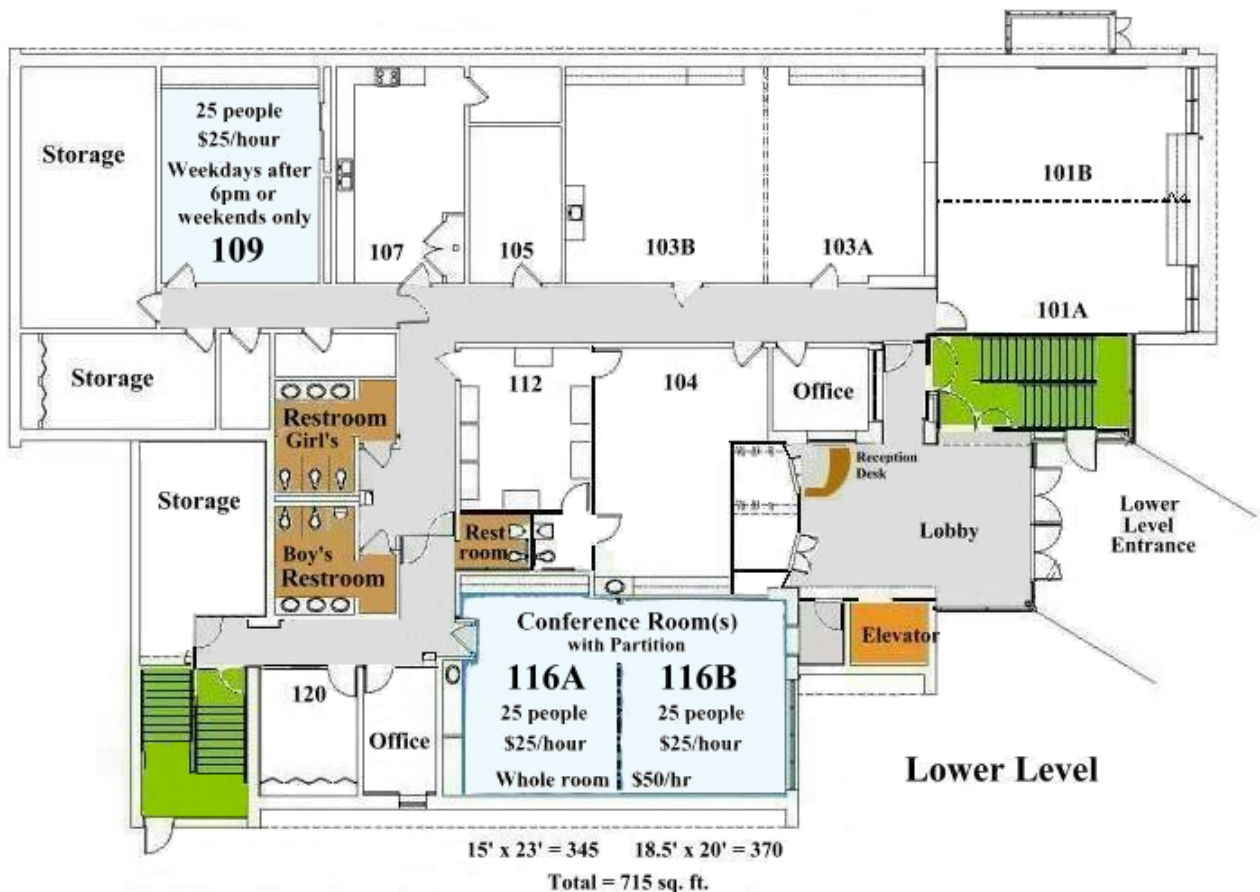 25 people
$25/hour
Weekdays after
6pm or
weekends only
109
Storage
107
105
103B
103A
101B
101A
Storage
Restroom
Girl's
112
104
Office
Reception
Desk
Storage
Boy's
Restroom
Rest
room
Lobby
Lower
Level
Entrance
Elevator
Conference Room(s)
with Partition
116A
25 people
$25/hour
116B
25 people
$25/hour
Whole room $50/hr
120
Office
Lower Level
15' x 23' = 345 18.5' x 20' = 370
Total = 715 sq. ft.